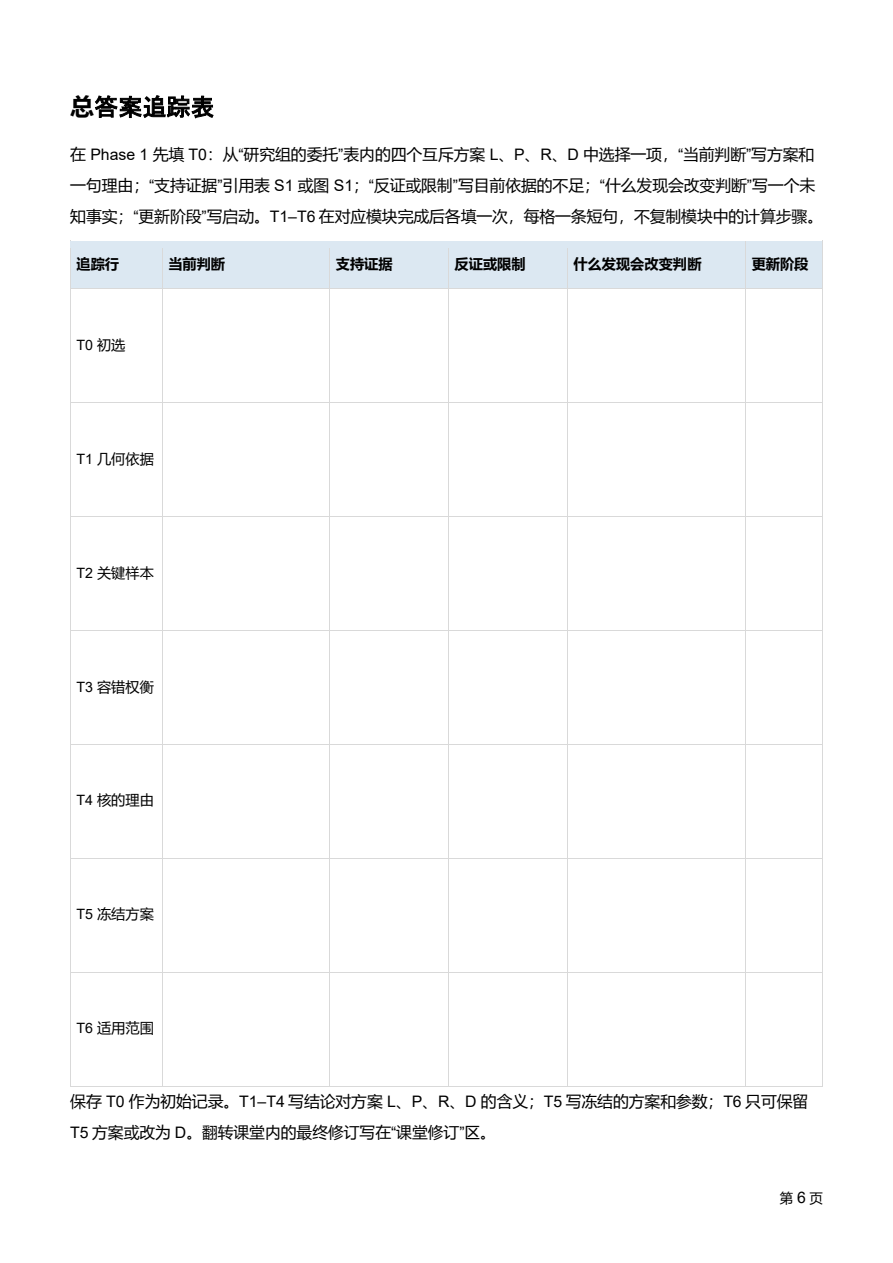 总答案追踪表
在 Phase 1 先填 T0：从“研究组的委托”表内的四个互斥方案 L、P、R、D 中选择一项，“当前判断”写方案和
一句理由；“支持证据”引用表 S1 或图 S1；“反证或限制”写目前依据的不足；“什么发现会改变判断”写一个未
知事实；“更新阶段”写启动。T1–T6 在对应模块完成后各填一次，每格一条短句，不复制模块中的计算步骤。
追踪行 当前判断 支持证据 反证或限制 什么发现会改变判断 更新阶段
T0 初选
T1 几何依据
T2 关键样本
T3 容错权衡
T4 核的理由
T5 冻结方案
T6 适用范围
保存 T0 作为初始记录。T1–T4 写结论对方案 L、P、R、D 的含义；T5 写冻结的方案和参数；T6 只可保留
T5 方案或改为 D。翻转课堂内的最终修订写在“课堂修订”区。
第 6 页